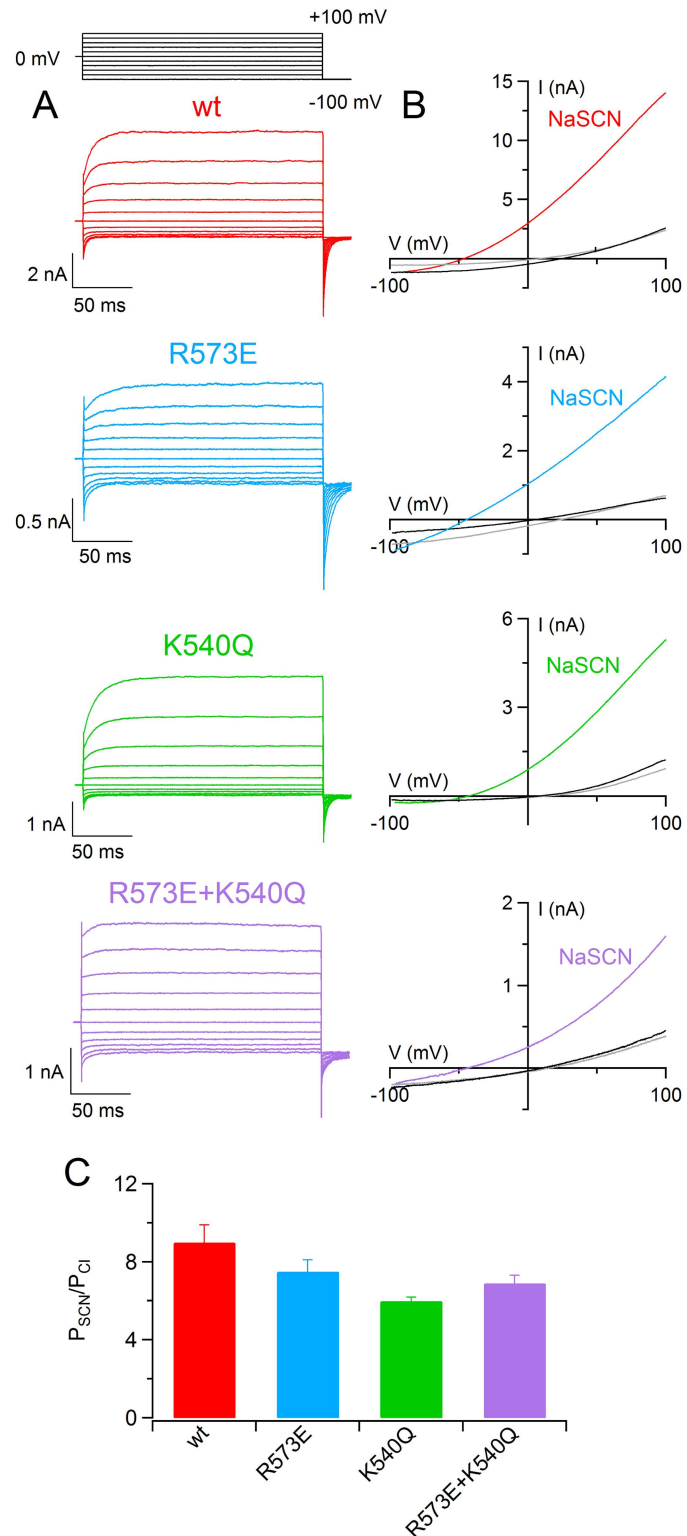 +100 mV
0 mV
-100 mV
A
wt
2 nA
50 ms
R573E
0.5 nA
50 ms
K540Q
1 nA
50 ms
R573E+K540Q
1 nA
50 ms
B
15
I (nA)
NaSCN
10
5
V (mV)
-100
100
I (nA)
4
NaSCN
2
V (mV)
-100
100
6
I (nA)
NaSCN
3
V (mV)
-100
100
2
I (nA)
NaSCN
1
V (mV)
-100
100
C
12
8
4
0
PSCN/PCl
wt
R573E
K540Q
R573E+K540Q